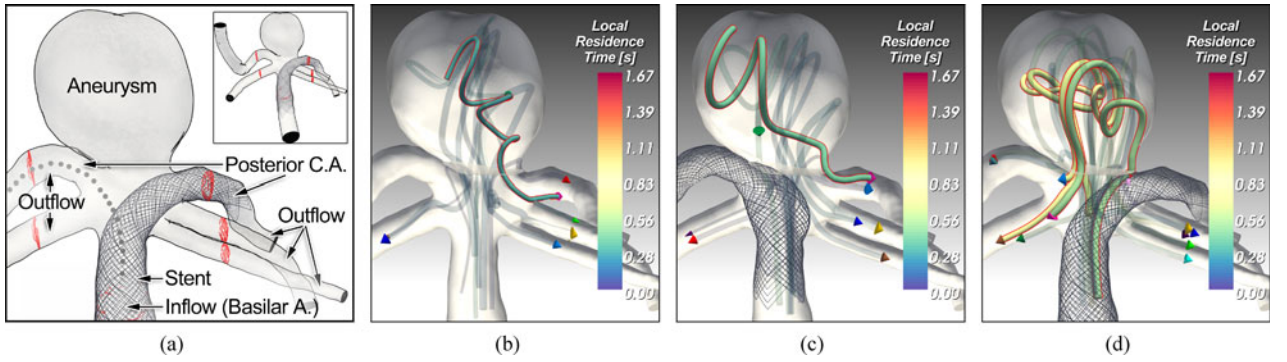 Aneurysm
Posterior C.A.
Outflow
Outflow
Stent
Inflow (Basilar A.)
(a)
Local
Residence
Time [s]
1.67
1.39
1.11
0.83
0.56
0.28
0.00
(b)
Local
Residence
Time [s]
1.67
1.39
1.11
0.83
0.56
0.28
0.00
(c)
Local
Residence
Time [s]
1.67
1.39
1.11
0.83
0.56
0.28
0.00
(d)